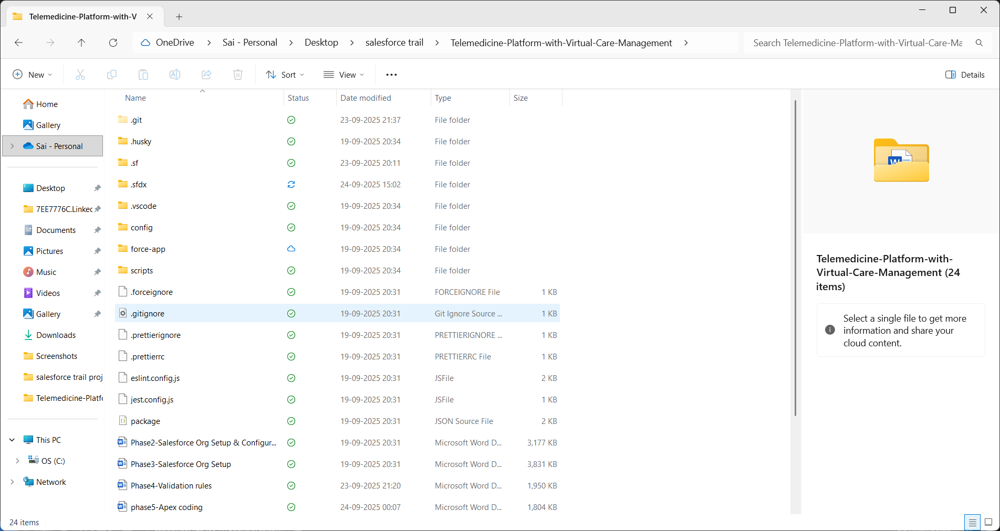 Telemedicine-Platform-with-V
OneDrive > Sai - Personal > Desktop > salesforce trail > Telemedicine-Platform-with-Virtual-Care-Management >
Search Telemedicine-Platform-with-Virtual-Care-Ma
New
Sort
View
Details
Home
Gallery
Sai - Personal
Desktop
7EE7776C.Linkec
Documents
Pictures
Music
Videos
Gallery
Downloads
Screenshots
salesforce trail proj
Telemedicine-Platfo
This PC
OS (C:)
Network
Name Status Date modified Type Size
.git 23-09-2025 21:37 File folder
.husky 19-09-2025 20:34 File folder
.sf 23-09-2025 20:11 File folder
.sfdx 24-09-2025 15:02 File folder
.vscode 19-09-2025 20:34 File folder
config 19-09-2025 20:34 File folder
force-app 19-09-2025 20:34 File folder
scripts 19-09-2025 20:34 File folder
.forceignore 19-09-2025 20:31 FORCEIGNORE File 1 KB
.gitignore 19-09-2025 20:31 Git Ignore Source ... 1 KB
.prettierignore 19-09-2025 20:31 PRETTIERIGNORE ... 1 KB
.prettierrc 19-09-2025 20:31 PRETTIERRC File 1 KB
eslint.config.js 19-09-2025 20:31 JSFile 2 KB
jest.config.js 19-09-2025 20:31 JSFile 1 KB
package 19-09-2025 20:31 JSON Source File 2 KB
Phase2-Salesforce Org Setup & Configur... 19-09-2025 20:31 Microsoft Word D... 3,177 KB
Phase3-Salesforce Org Setup 19-09-2025 20:31 Microsoft Word D... 3,831 KB
Phase4-Validation rules 23-09-2025 21:20 Microsoft Word D... 1,950 KB
phase5-Apex coding 24-09-2025 00:07 Microsoft Word D... 1,804 KB
Telemedicine-Platform-with-
Virtual-Care-Management (24
items)
Select a single file to get more
information and share your
cloud content.
24 items